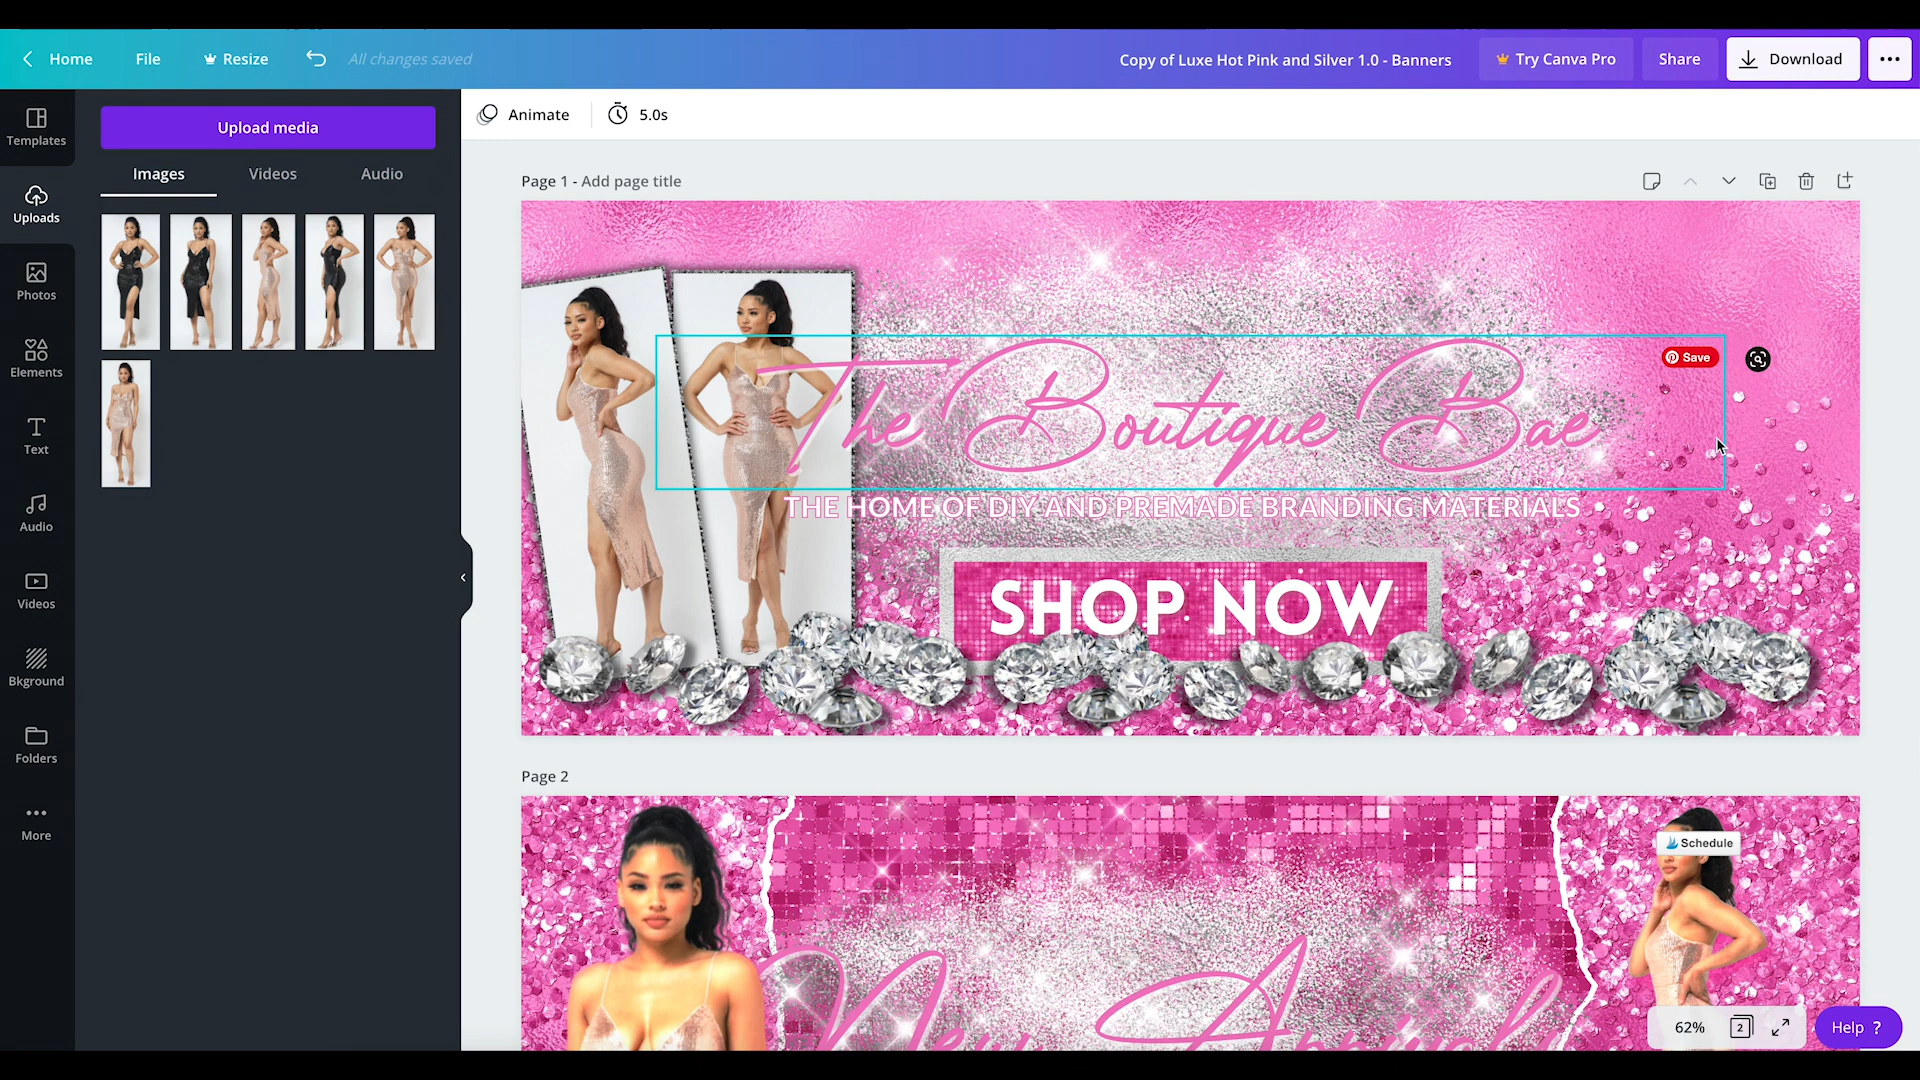 Home File Resize All changes saved Copy of Luxe Hot Pink and Silver 1.0 - Banners Try Canva Pro Share Download
Templates
Uploads
Photos
Elements
Text
Audio
Videos
Bkground
Folders
More
Upload media
Images Videos Audio
Animate 5.0s
Page 1 - Add page title
Save
The Boutique Bae
THE HOME OF DIY AND PREMADE BRANDING MATERIALS
SHOP NOW
Page 2
Schedule
New Arrivals
62% 2 Help ?